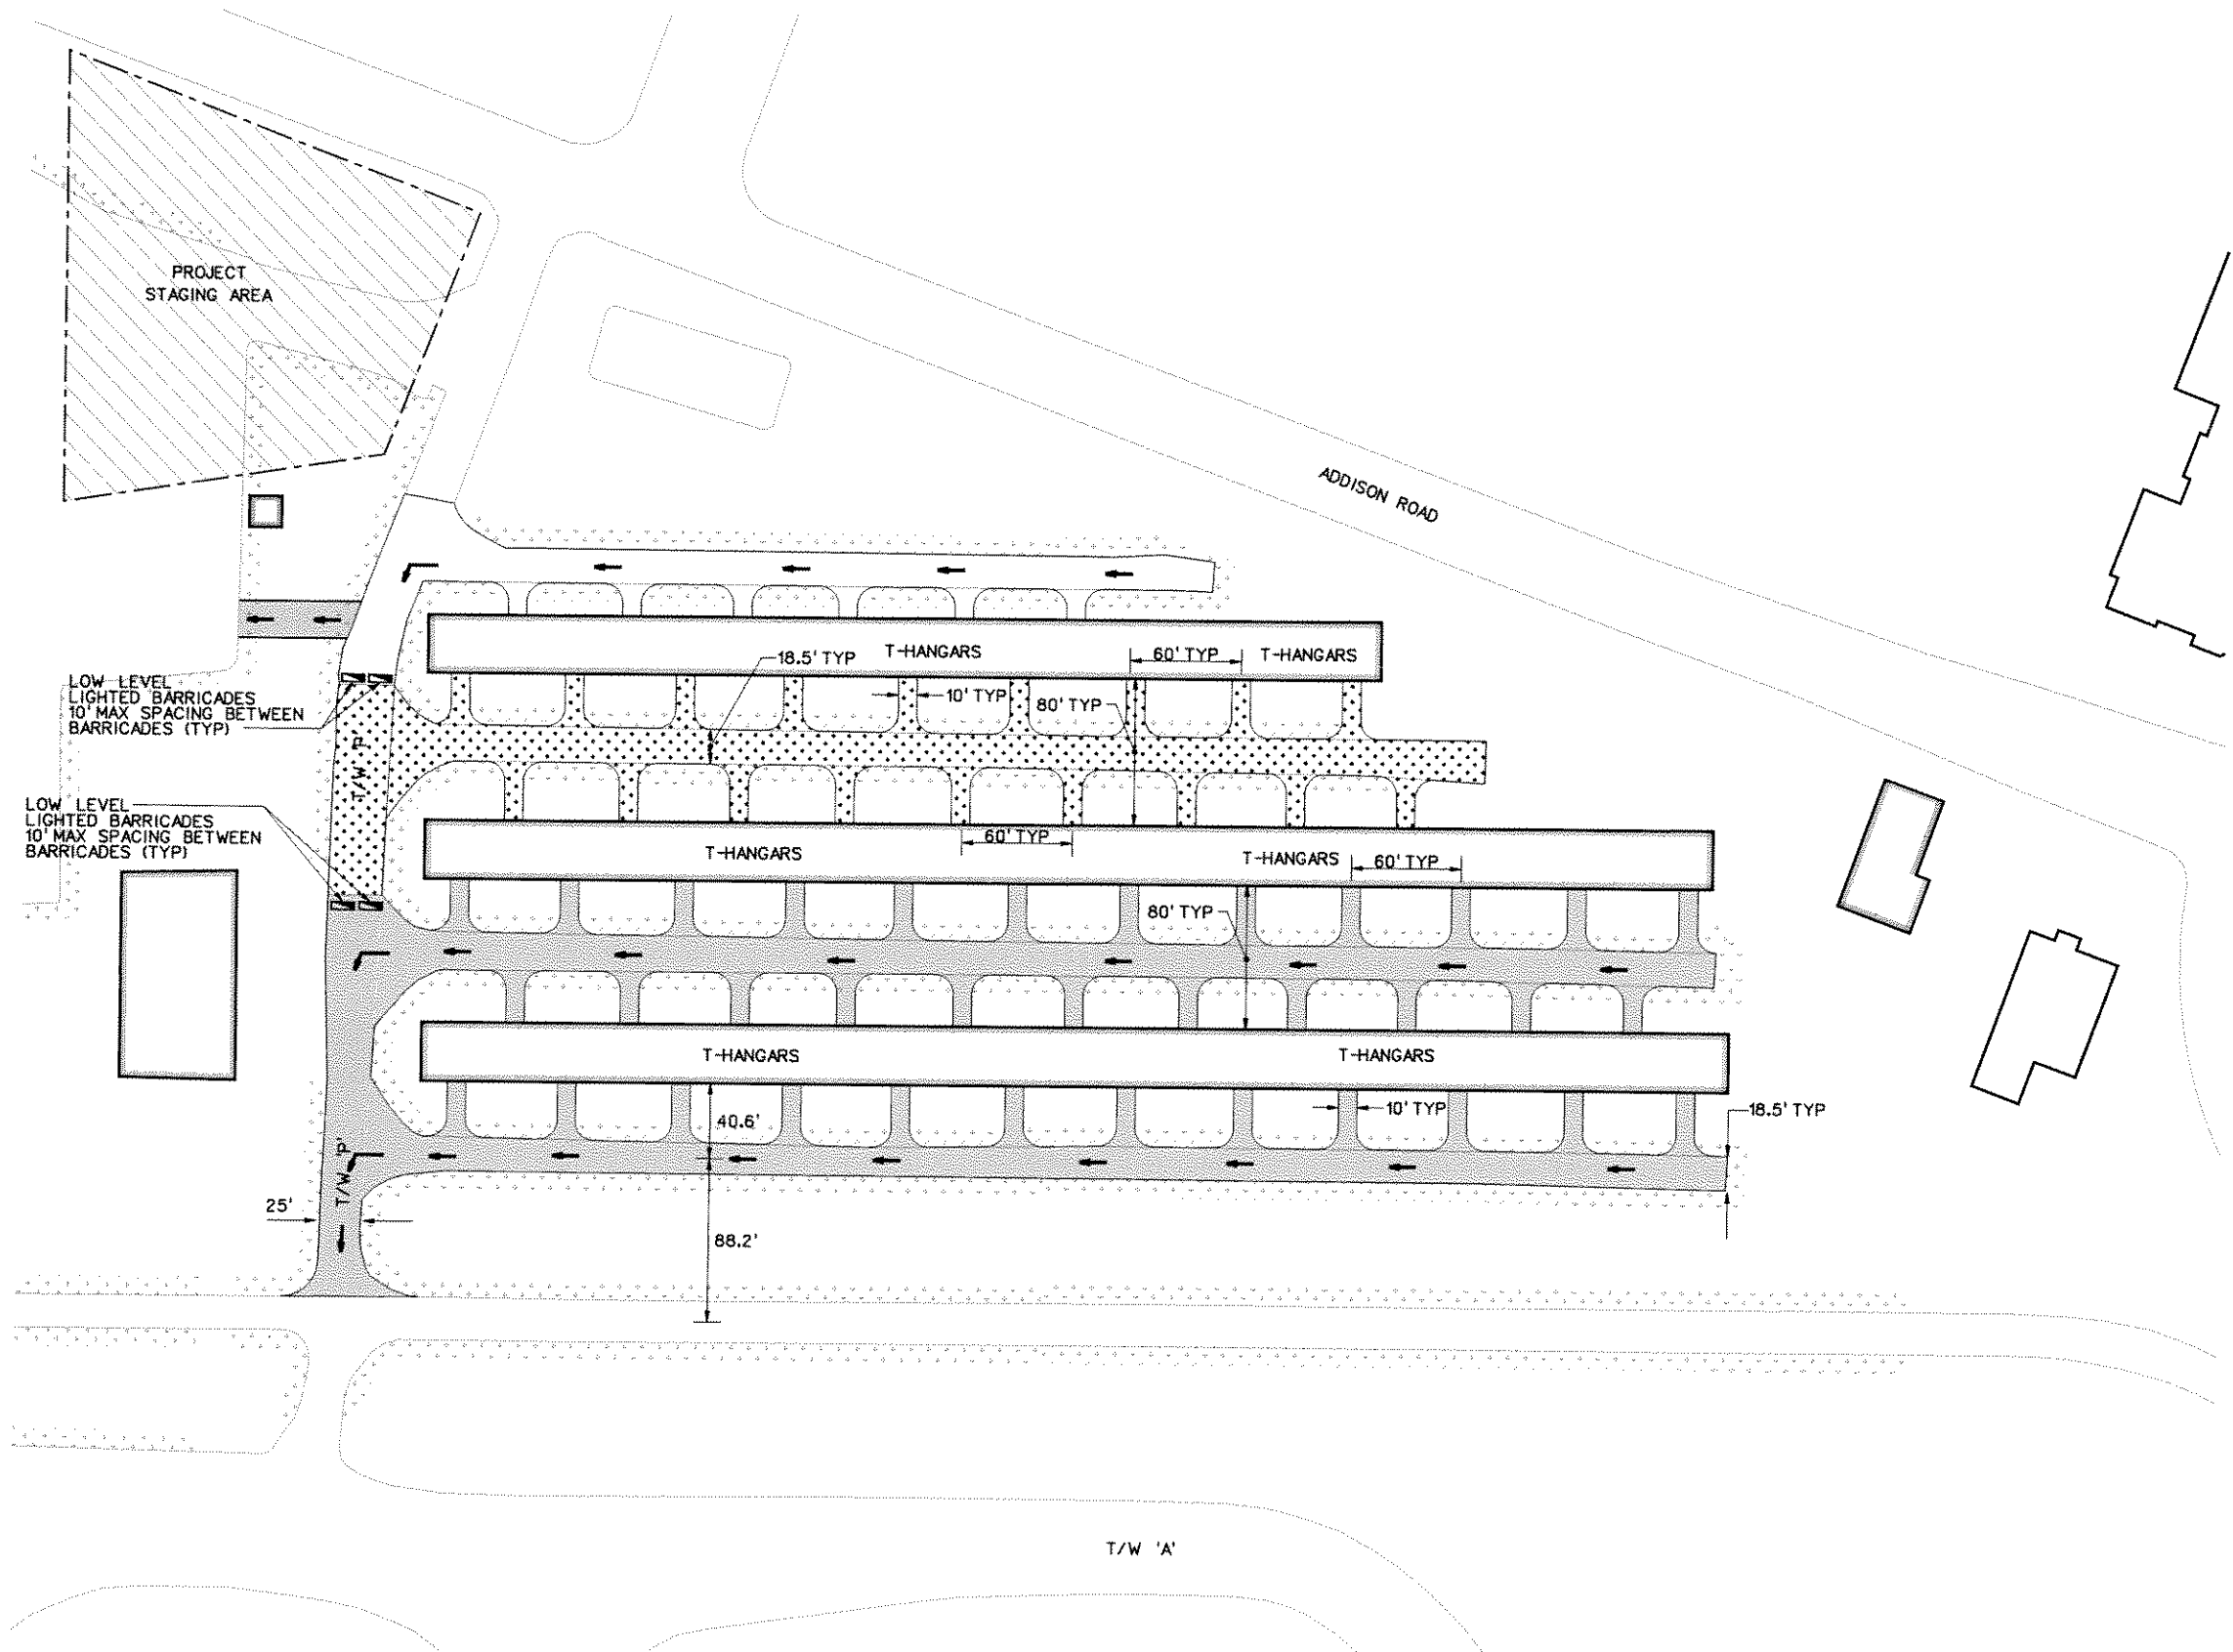 PROJECT
STAGING AREA
ADDISON ROAD
T-HANGARS
60' TYP
T-HANGARS
18.5' TYP
LOW LEVEL
LIGHTED BARRICADES
10' MAX SPACING BETWEEN
BARRICADES (TYP)
10' TYP
80' TYP
T/W 'P'
LOW LEVEL
LIGHTED BARRICADES
10' MAX SPACING BETWEEN
BARRICADES (TYP)
60' TYP
T-HANGARS
T-HANGARS
60' TYP
80' TYP
T-HANGARS
T-HANGARS
40.6'
10' TYP
18.5' TYP
T/W 'P'
25'
88.2'
T/W 'A'